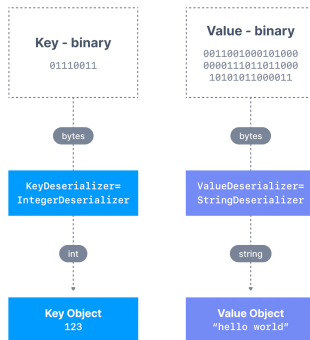 Key - binary
01110011
bytes
KeyDeserializer=
IntegerDeserializer
int
Key Object
123
Value - binary
0011001000101000
0000111011011000
10101011000011
bytes
ValueDeserializer=
StringDeserializer
string
Value Object
“hello world”